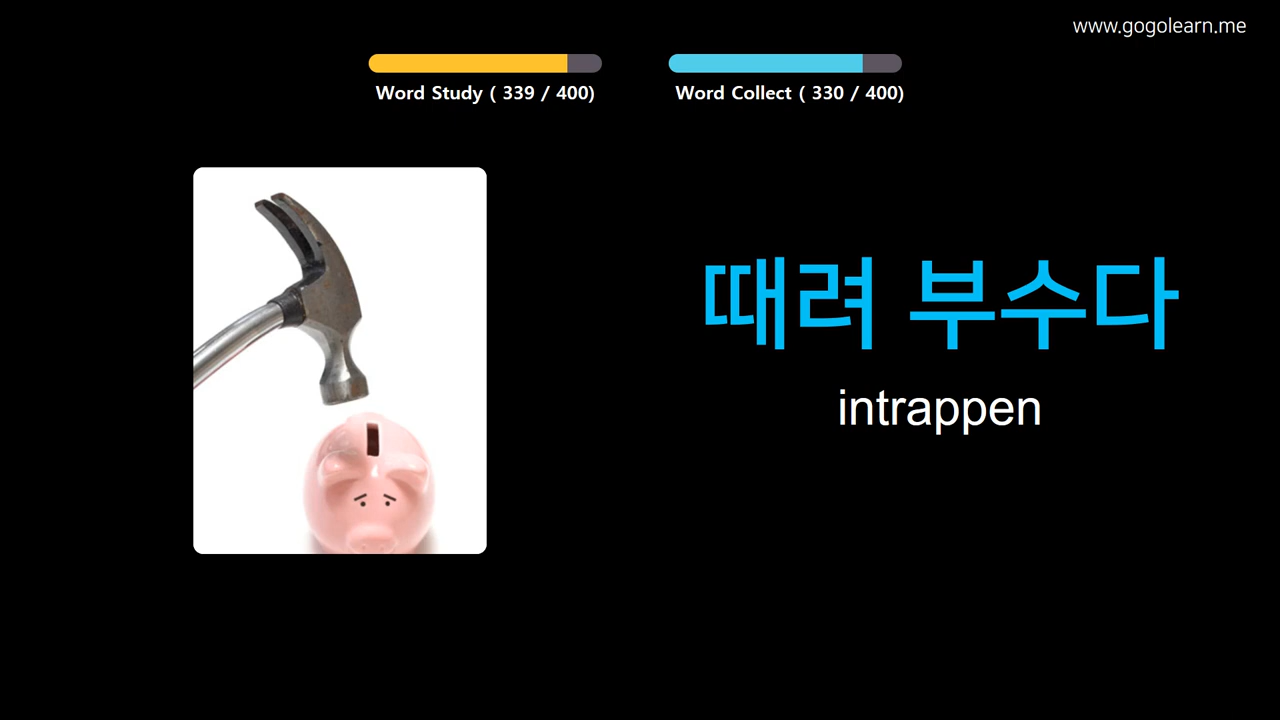 www.gogolearn.me
Word Study ( 339 / 400)
Word Collect ( 330 / 400)
때려 부수다
intrappen